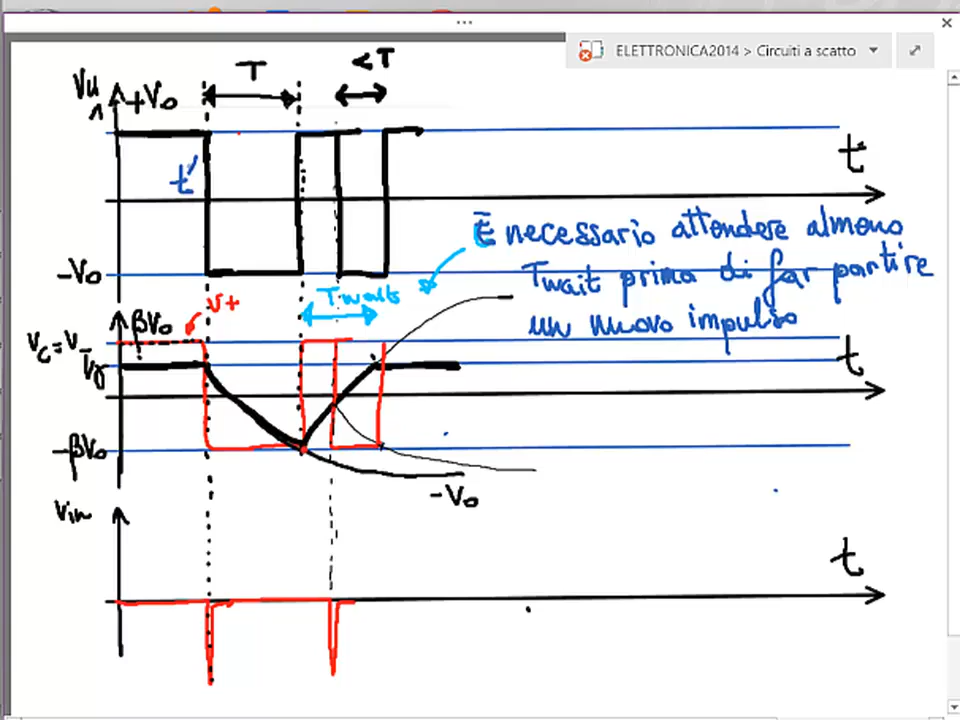 ELETTRONICA2014 > Circuiti a scatto
T
< T
Vu
+Vo
t
t'
-Vo
È necessario attendere almeno
Twait prima di far partire
un nuovo impulso
Twait
V+
βVo
Vc=V-
Vγ
t
-βVo
-Vo
Vin
t